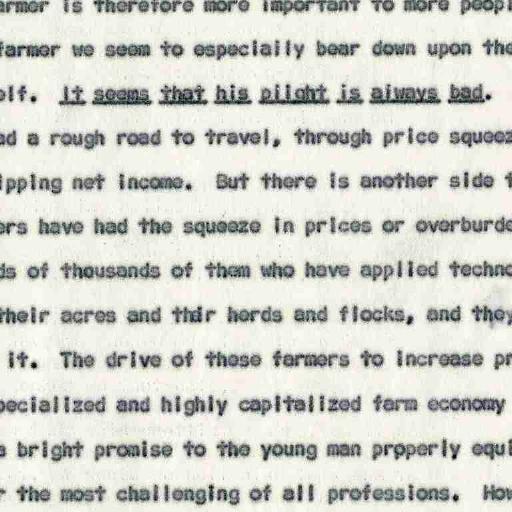 armer is therefore more important to more peopl
farmer we seem to especially bear down upon the
elf. It seems that his plight is always bad.
ad a rough road to travel, through price squeez
ipping net income. But there is another side t
ers have had the squeeze in prices or overburde
ds of thousands of them who have applied techno
their acres and thir herds and flocks, and they
it. The drive of these farmers to increase pr
pecialized and highly capitalized farm economy
e bright promise to the young man properly equi
r the most challenging of all professions. How